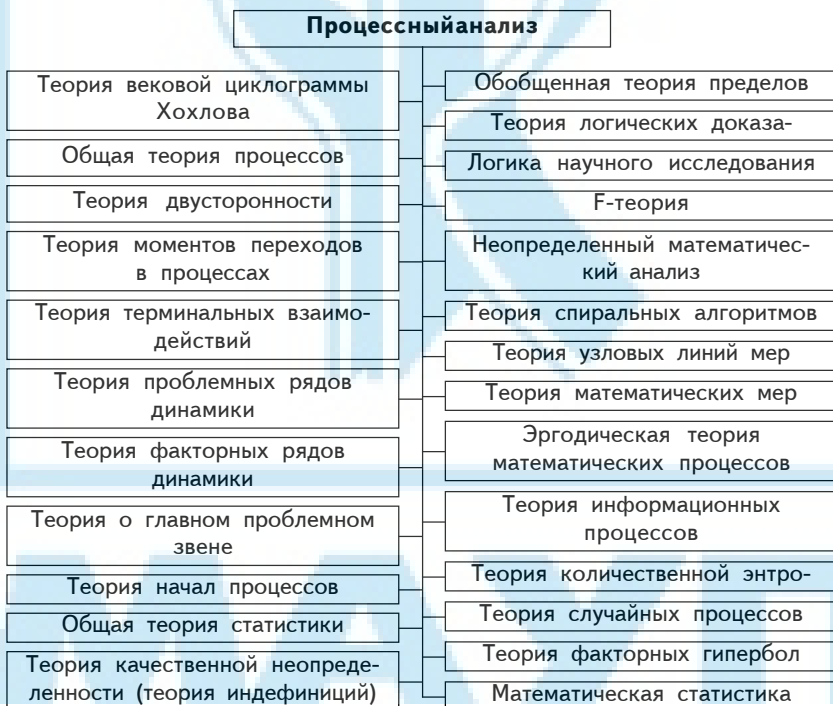 Процессныйанализ
Теория вековой циклограммы
Хохлова
Общая теория процессов
Теория двусторонности
Теория моментов переходов
в процессах
Теория терминальных взаимо-
действий
Теория проблемных рядов
динамики
Теория факторных рядов
динамики
Теория о главном проблемном
звене
Теория начал процессов
Общая теория статистики
Теория качественной неопреде-
ленности (теория индефиниций)
Обобщенная теория пределов
Теория логических доказа-
Логика научного исследования
F-теория
Неопределенный математичес-
кий анализ
Теория спиральных алгоритмов
Теория узловых линий мер
Теория математических мер
Эргодическая теория
математических процессов
Теория информационных
процессов
Теория количественной энтро-
Теория случайных процессов
Теория факторных гипербол
Математическая статистика